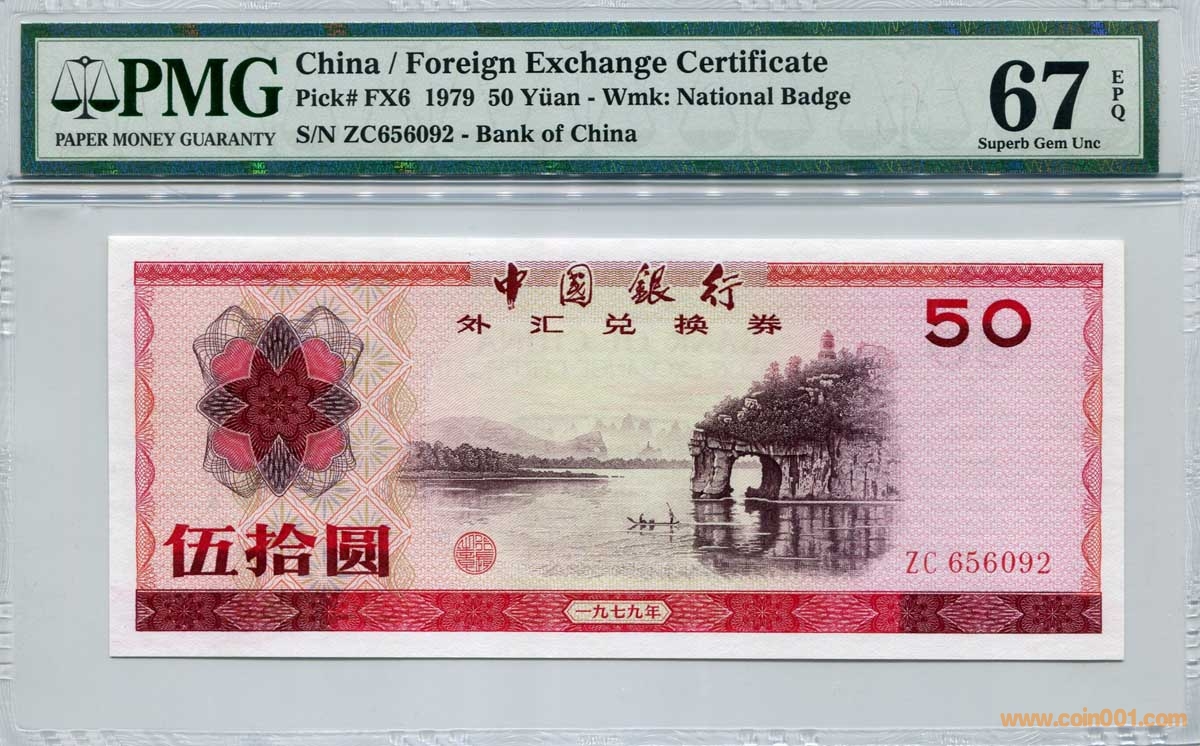 PMG
PAPER MONEY GUARANTY
China / Foreign Exchange Certificate
Pick# FX6 1979 50 Yüan - Wmk: National Badge
S/N ZC656092 - Bank of China
67
EPQ
Superb Gem Unc
中國銀行
外汇兑换券
50
伍拾圆
ZC 656092
一九七九年
www.coin001.com